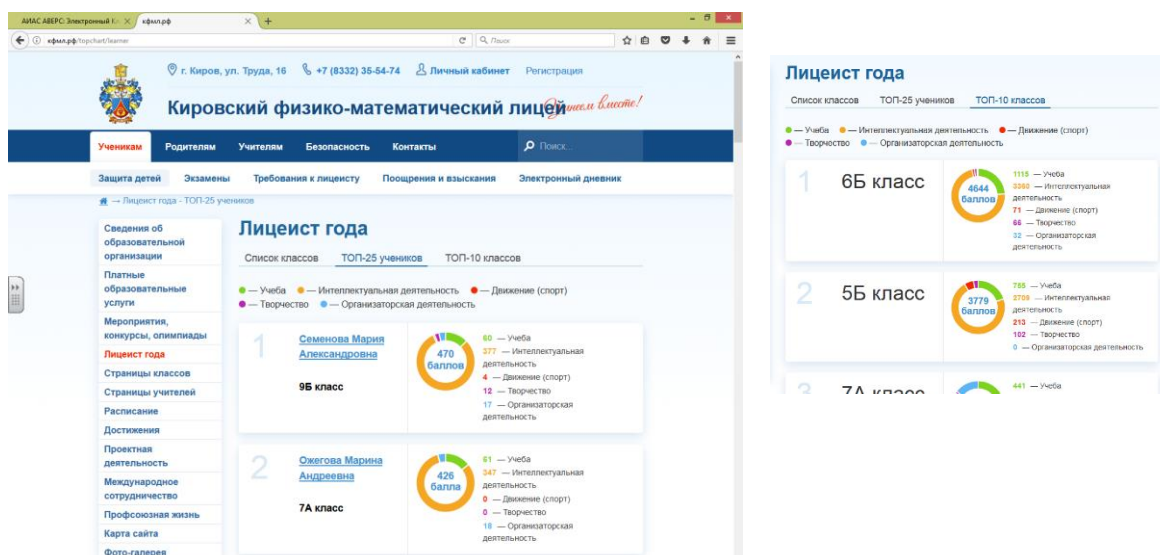 АИАС АВЕРС: Электронный Кл
кфмл.рф
кфмл.рф/topchart/learner
Поиск
г. Киров, ул. Труда, 16
+7 (8332) 35-54-74
Личный кабинет
Регистрация
Кировский физико-математический лицей
вместе!
Ученикам
Родителям
Учителям
Безопасность
Контакты
Поиск...
Защита детей
Экзамены
Требования к лицеисту
Поощрения и взыскания
Электронный дневник
→ Лицеист года - ТОП-25 учеников
Сведения об
образовательной
организации
Платные
образовательные
услуги
Мероприятия,
конкурсы, олимпиады
Лицеист года
Страницы классов
Страницы учителей
Расписание
Достижения
Проектная
деятельность
Международное
сотрудничество
Профсоюзная жизнь
Карта сайта
Фото-галерея
Лицеист года
Список классов
ТОП-25 учеников
ТОП-10 классов
— Учеба — Интеллектуальная деятельность — Движение (спорт)
— Творчество — Организаторская деятельность
1
Семенова Мария
Александровна
9Б класс
470
баллов
60 — Учеба
377 — Интеллектуальная
деятельность
4 — Движение (спорт)
12 — Творчество
17 — Организаторская
деятельность
2
Ожегова Марина
Андреевна
7А класс
426
балла
61 — Учеба
347 — Интеллектуальная
деятельность
0 — Движение (спорт)
0 — Творчество
18 — Организаторская
деятельность
Лицеист года
Список классов
ТОП-25 учеников
ТОП-10 классов
— Учеба — Интеллектуальная деятельность — Движение (спорт)
— Творчество — Организаторская деятельность
1
6Б класс
4644
баллов
1115 — Учеба
3360 — Интеллектуальная
деятельность
71 — Движение (спорт)
66 — Творчество
32 — Организаторская
деятельность
2
5Б класс
3779
баллов
755 — Учеба
2709 — Интеллектуальная
деятельность
213 — Движение (спорт)
102 — Творчество
0 — Организаторская деятельность
3
7А класс
441 — Учеба